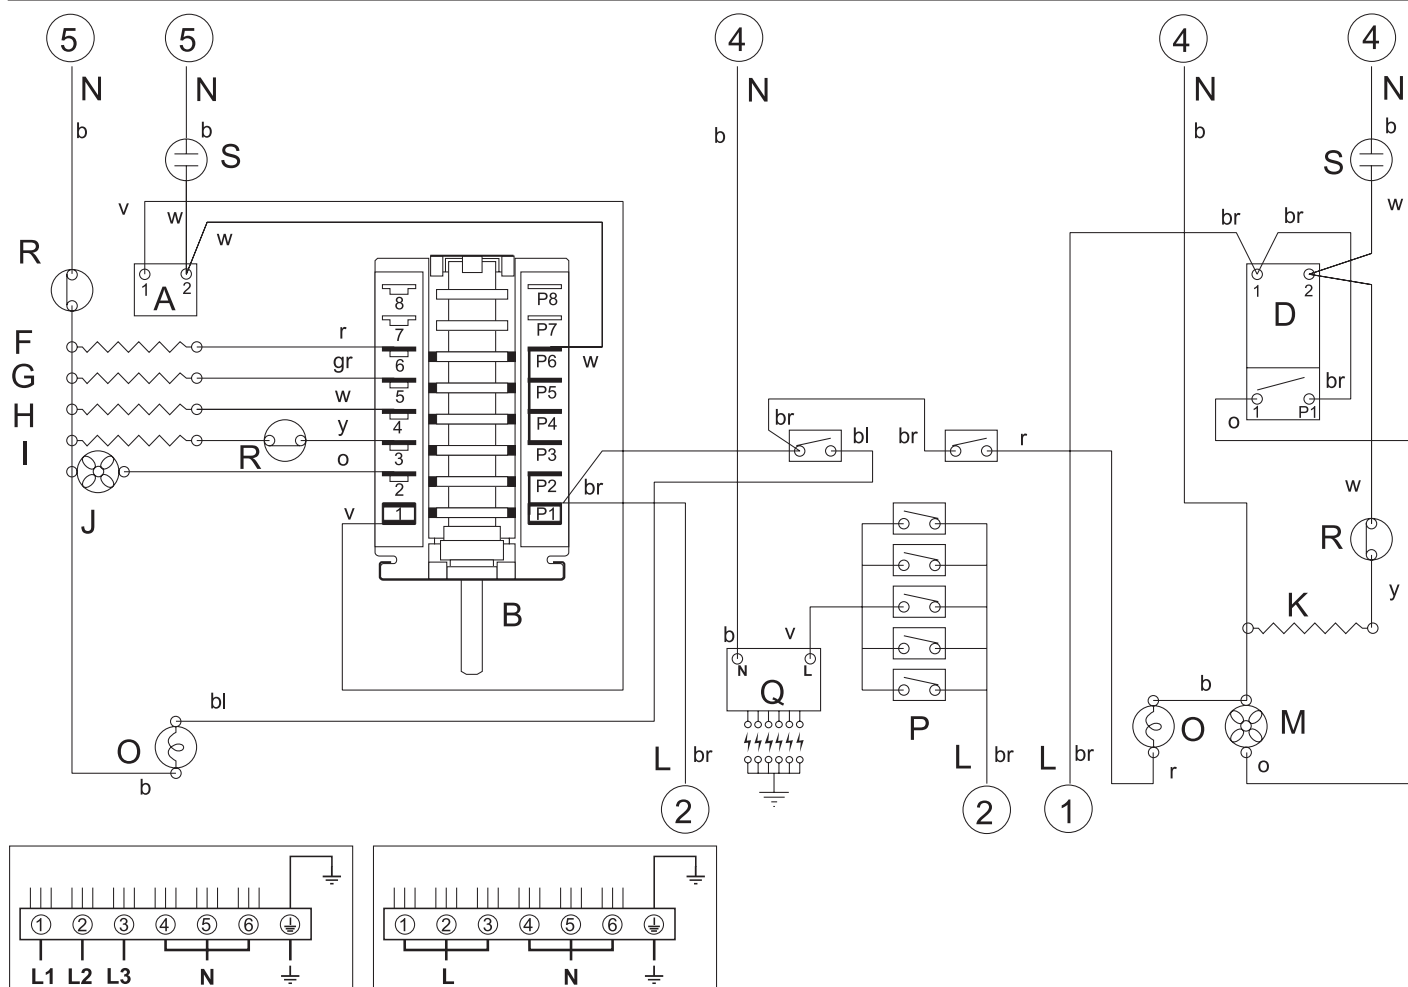 5 5 4 4 4
N N N N N
b b b b b
S S
v w w br br w
R
1 A 2
1 2
D
8 P8
7 P7
F r 6 P6 w
G gr 5 P5
H w 4 P4
I R y 3 P3
J o 2 P2 br
v 1 P1
br bl br r
o 1 P1 br
w
R
y
K
B
b v
N L
Q
P
bl
O
b
b
O M
r o
L br
L br
L br
2 2 1
1 2 3 4 5 6
L1 L2 L3 N
1 2 3 4 5 6
L N